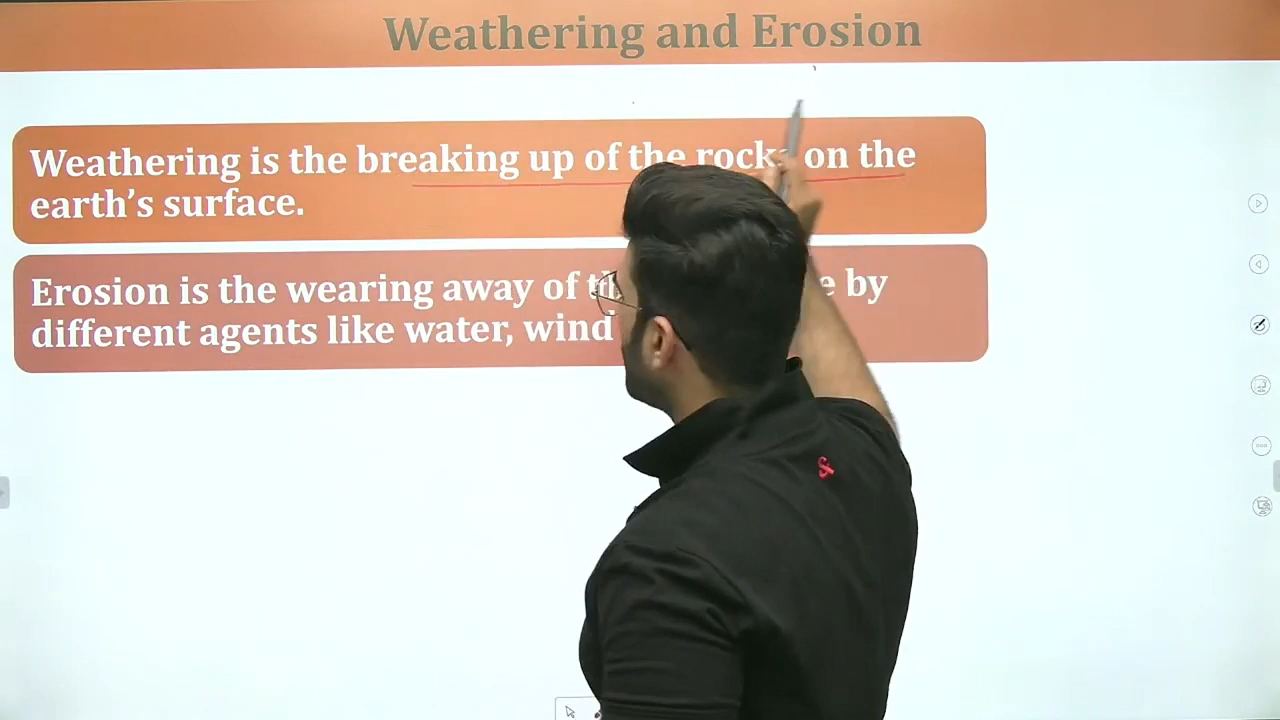 Weathering and Erosion
Weathering is the breaking up of the rocks on the
earth’s surface.
Erosion is the wearing away of by
different agents like water, wind
&